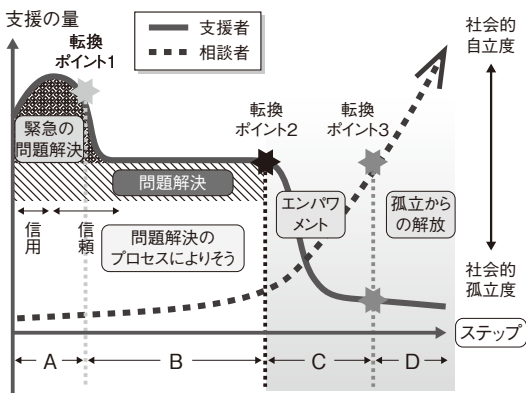 支援の量
転換
ポイント1
支援者
相談者
社会的
自立度
転換
ポイント2
転換
ポイント3
緊急の
問題解決
問題解決
エンパワ
メント
孤立から
の解放
信用
信頼
問題解決の
プロセスによりそう
社会的
孤立度
ステップ
A
B
C
D